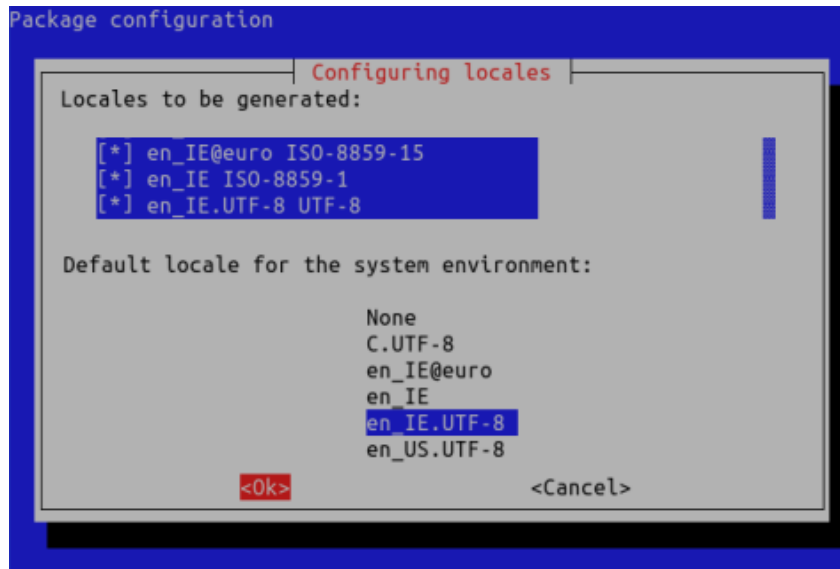 Package configuration
Configuring locales
Locales to be generated:
[*] en_IE@euro ISO-8859-15
[*] en_IE ISO-8859-1
[*] en_IE.UTF-8 UTF-8
Default locale for the system environment:
None
C.UTF-8
en_IE@euro
en_IE
en_IE.UTF-8
en_US.UTF-8
<Ok> <Cancel>